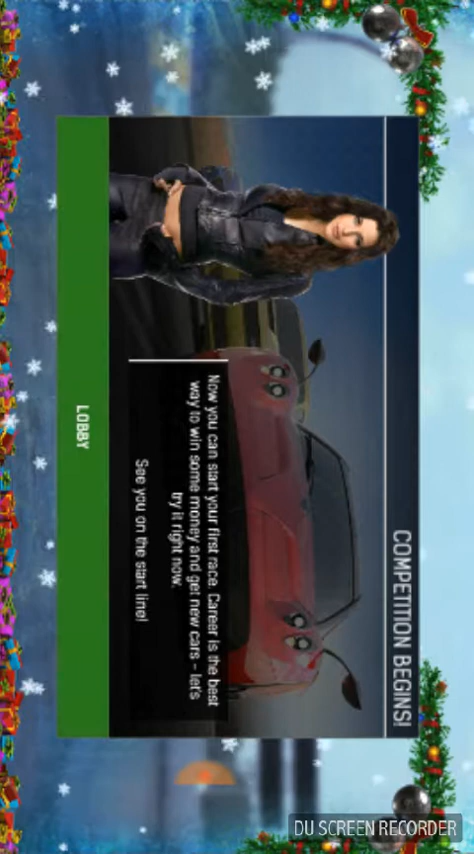 COMPETITION BEGINS!
Now you can start your first race. Career is the best
way to win some money and get new cars - let's
try it right now.
See you on the start line!
LOBBY
DU SCREEN RECORDER